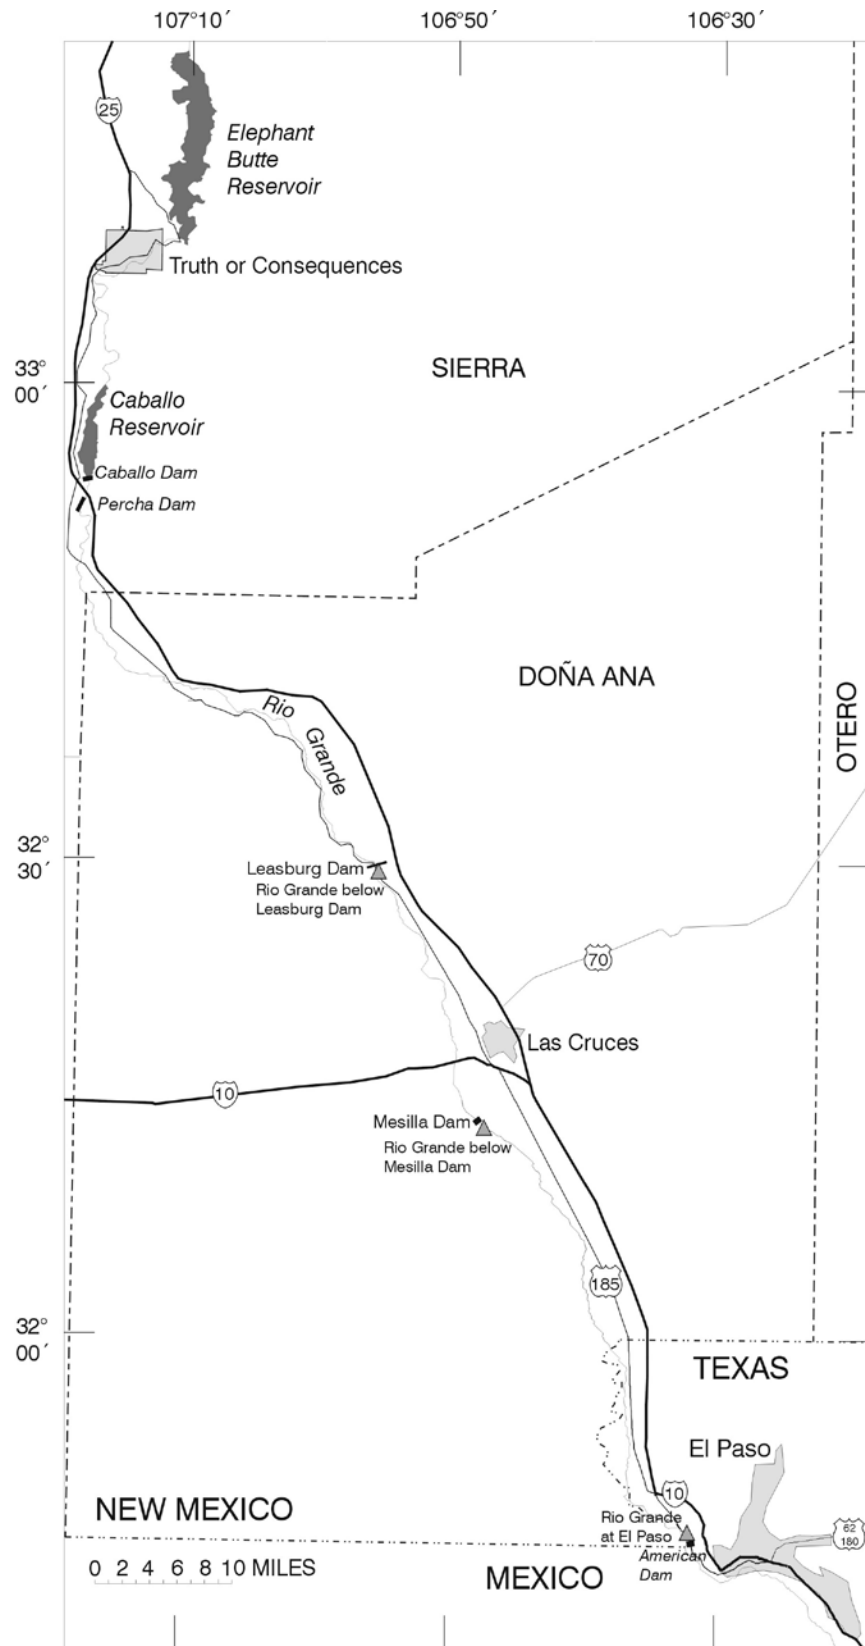 107°10´
106°50´
106°30´
25
Elephant
Butte
Reservoir
Truth or Consequences
33°
00´
SIERRA
Caballo
Reservoir
Caballo Dam
Percha Dam
DOÑA ANA
OTERO
Rio
Grande
32°
30´
Leasburg Dam
Rio Grande below
Leasburg Dam
70
Las Cruces
10
Mesilla Dam
Rio Grande below
Mesilla Dam
185
32°
00´
TEXAS
El Paso
10
NEW MEXICO
Rio Grande
at El Paso
62
180
American
Dam
0 2 4 6 8 10 MILES
MEXICO